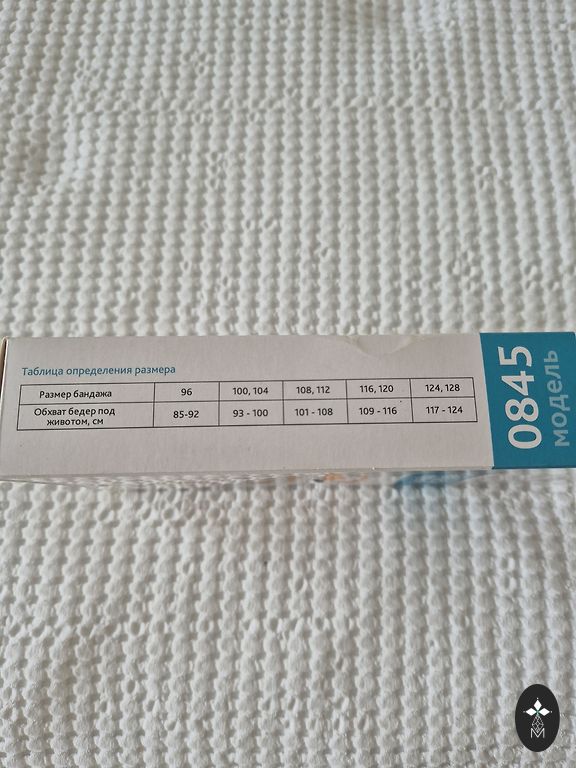 Таблица определения размера
Размер бандажа 96 100, 104 108, 112 116, 120 124, 128
Обхват бедер под животом, см 85-92 93 - 100 101 - 108 109 - 116 117 - 124
0845
модель
M